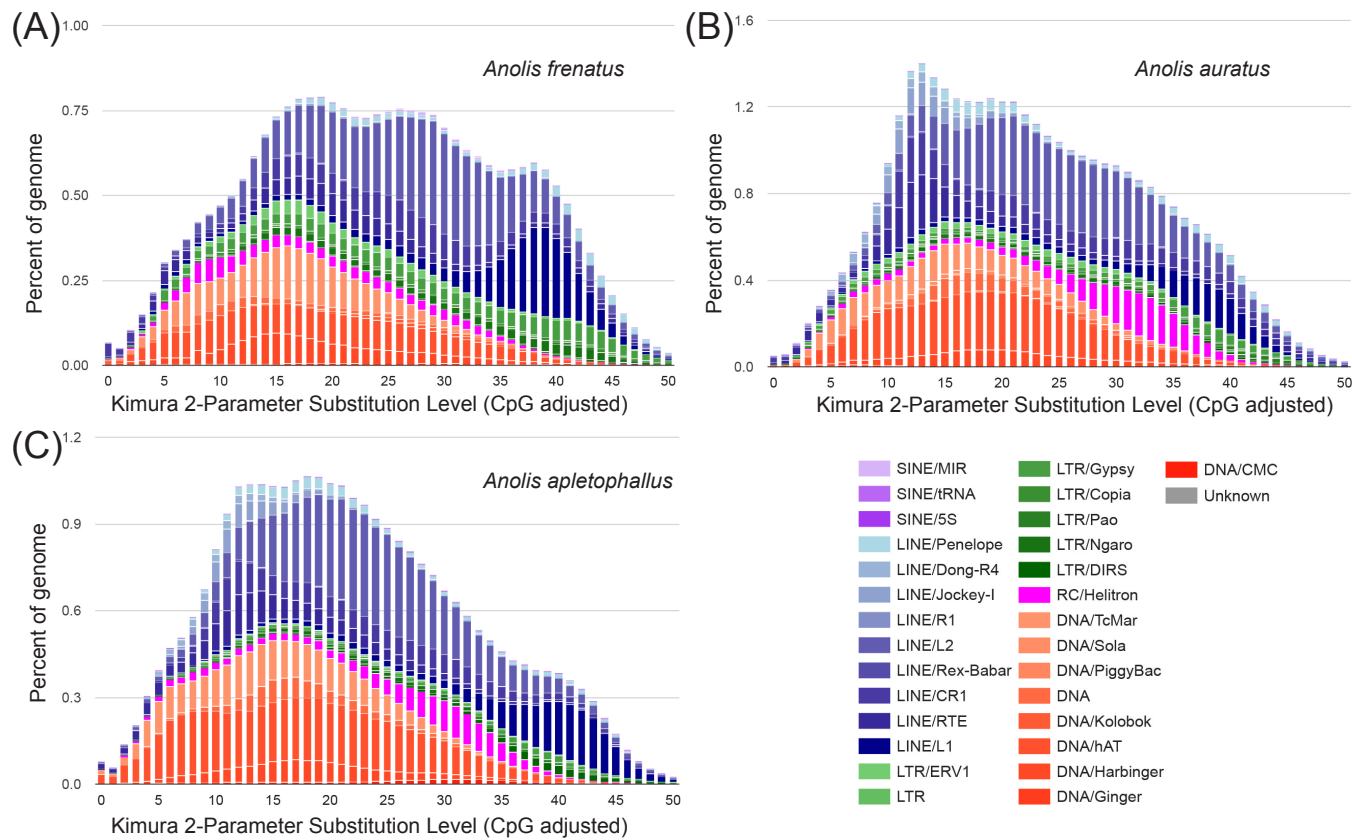 (A)
Anolis frenatus
Percent of genome
1.00
0.75
0.50
0.25
0.00
0 5 10 15 20 25 30 35 40 45 50
Kimura 2-Parameter Substitution Level (CpG adjusted)
(B)
Anolis auratus
Percent of genome
1.6
1.2
0.8
0.4
0.0
0 5 10 15 20 25 30 35 40 45 50
Kimura 2-Parameter Substitution Level (CpG adjusted)
(C)
Anolis apletophallus
Percent of genome
1.2
0.9
0.6
0.3
0.0
0 5 10 15 20 25 30 35 40 45 50
Kimura 2-Parameter Substitution Level (CpG adjusted)
SINE/MIR
SINE/tRNA
SINE/5S
LINE/Penelope
LINE/Dong-R4
LINE/Jockey-I
LINE/R1
LINE/L2
LINE/Rex-Babar
LINE/CR1
LINE/RTE
LINE/L1
LTR/ERV1
LTR
LTR/Gypsy
LTR/Copia
LTR/Pao
LTR/Ngaro
LTR/DIRS
RC/Helitron
DNA/TcMar
DNA/Sola
DNA/PiggyBac
DNA
DNA/Kolobok
DNA/hAT
DNA/Harbinger
DNA/Ginger
DNA/CMC
Unknown